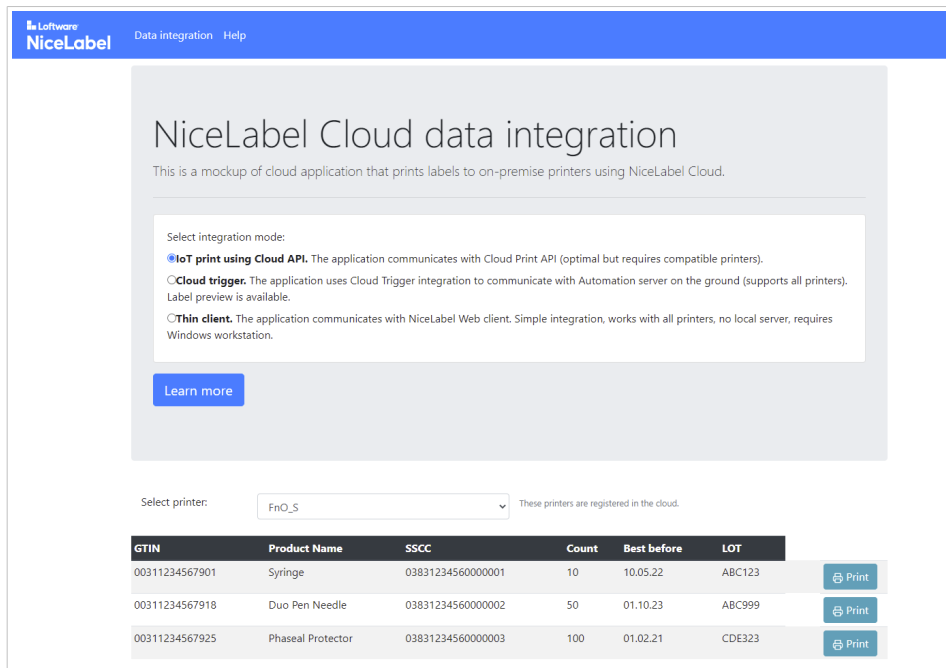 Loftware
NiceLabel
Data integration Help
NiceLabel Cloud data integration
This is a mockup of cloud application that prints labels to on-premise printers using NiceLabel Cloud.
Select integration mode:
IoT print using Cloud API. The application communicates with Cloud Print API (optimal but requires compatible printers).
Cloud trigger. The application uses Cloud Trigger integration to communicate with Automation server on the ground (supports all printers).
Label preview is available.
Thin client. The application communicates with NiceLabel Web client. Simple integration, works with all printers, no local server, requires
Windows workstation.
Learn more
Select printer: FnO_S These printers are registered in the cloud.
GTIN Product Name SSCC Count Best before LOT
00311234567901 Syringe 03831234560000001 10 10.05.22 ABC123 Print
00311234567918 Duo Pen Needle 03831234560000002 50 01.10.23 ABC999 Print
00311234567925 Phaseal Protector 03831234560000003 100 01.02.21 CDE323 Print